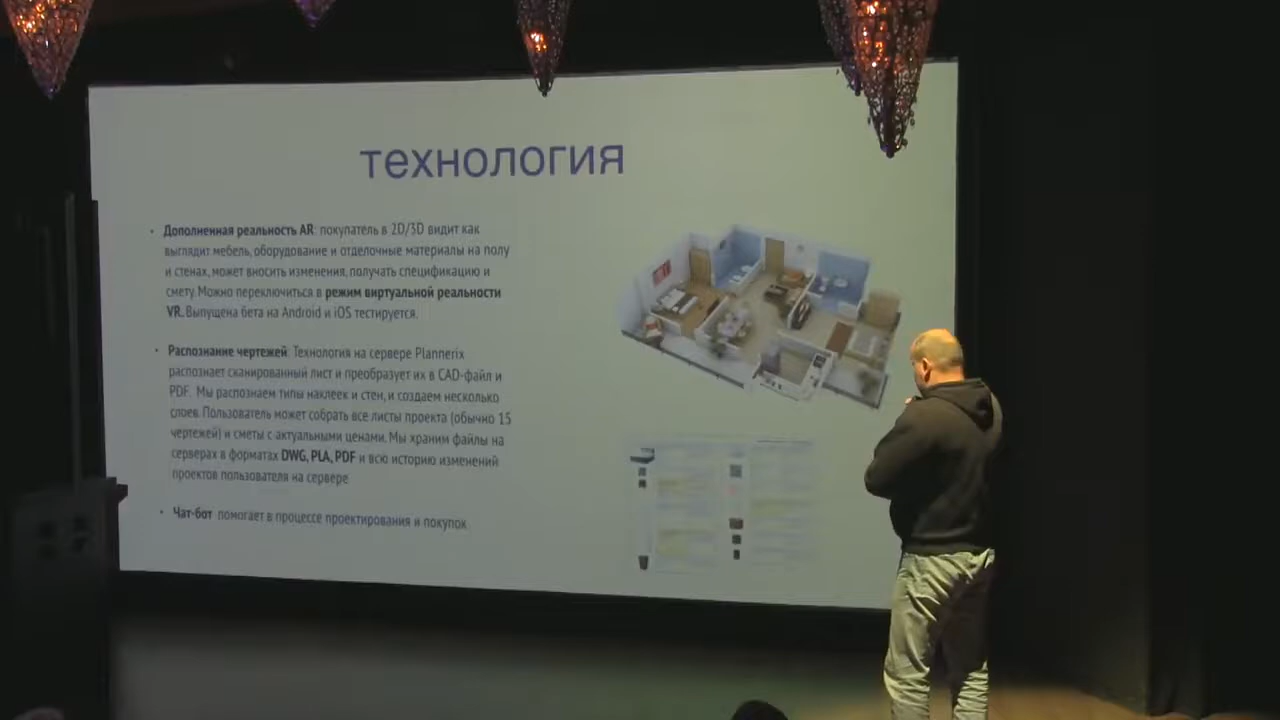 технология
• Дополненная реальность AR: покупатель в 2D/3D видит как
выглядит мебель, оборудование и отделочные материалы на полу
и стенах, может вносить изменения, получать спецификацию и
смету. Можно переключиться в режим виртуальной реальности
VR. Выпущена бета на Android и iOS тестируется.
• Распознание чертежей: Технология на сервере Plannerix
распознает сканированный лист и преобразует их в CAD-файл и
PDF. Мы распознаем типы наклеек и стен, и создаем несколько
слоев. Пользователь может собрать все листы проекта (обычно 15
чертежей) и сметы с актуальными ценами. Мы храним файлы на
серверах в форматах DWG, PLA, PDF и всю историю изменений
проектов пользователя на сервере
• Чат-бот помогает в процессе проектирования и покупок